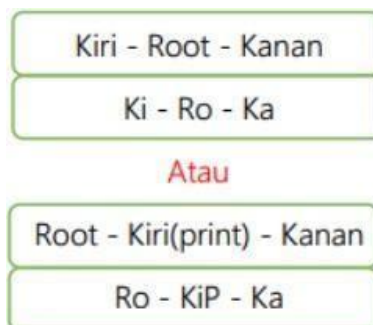 Kiri - Root - Kanan
Ki - Ro - Ka
Atau
Root - Kiri(print) - Kanan
Ro - KiP - Ka